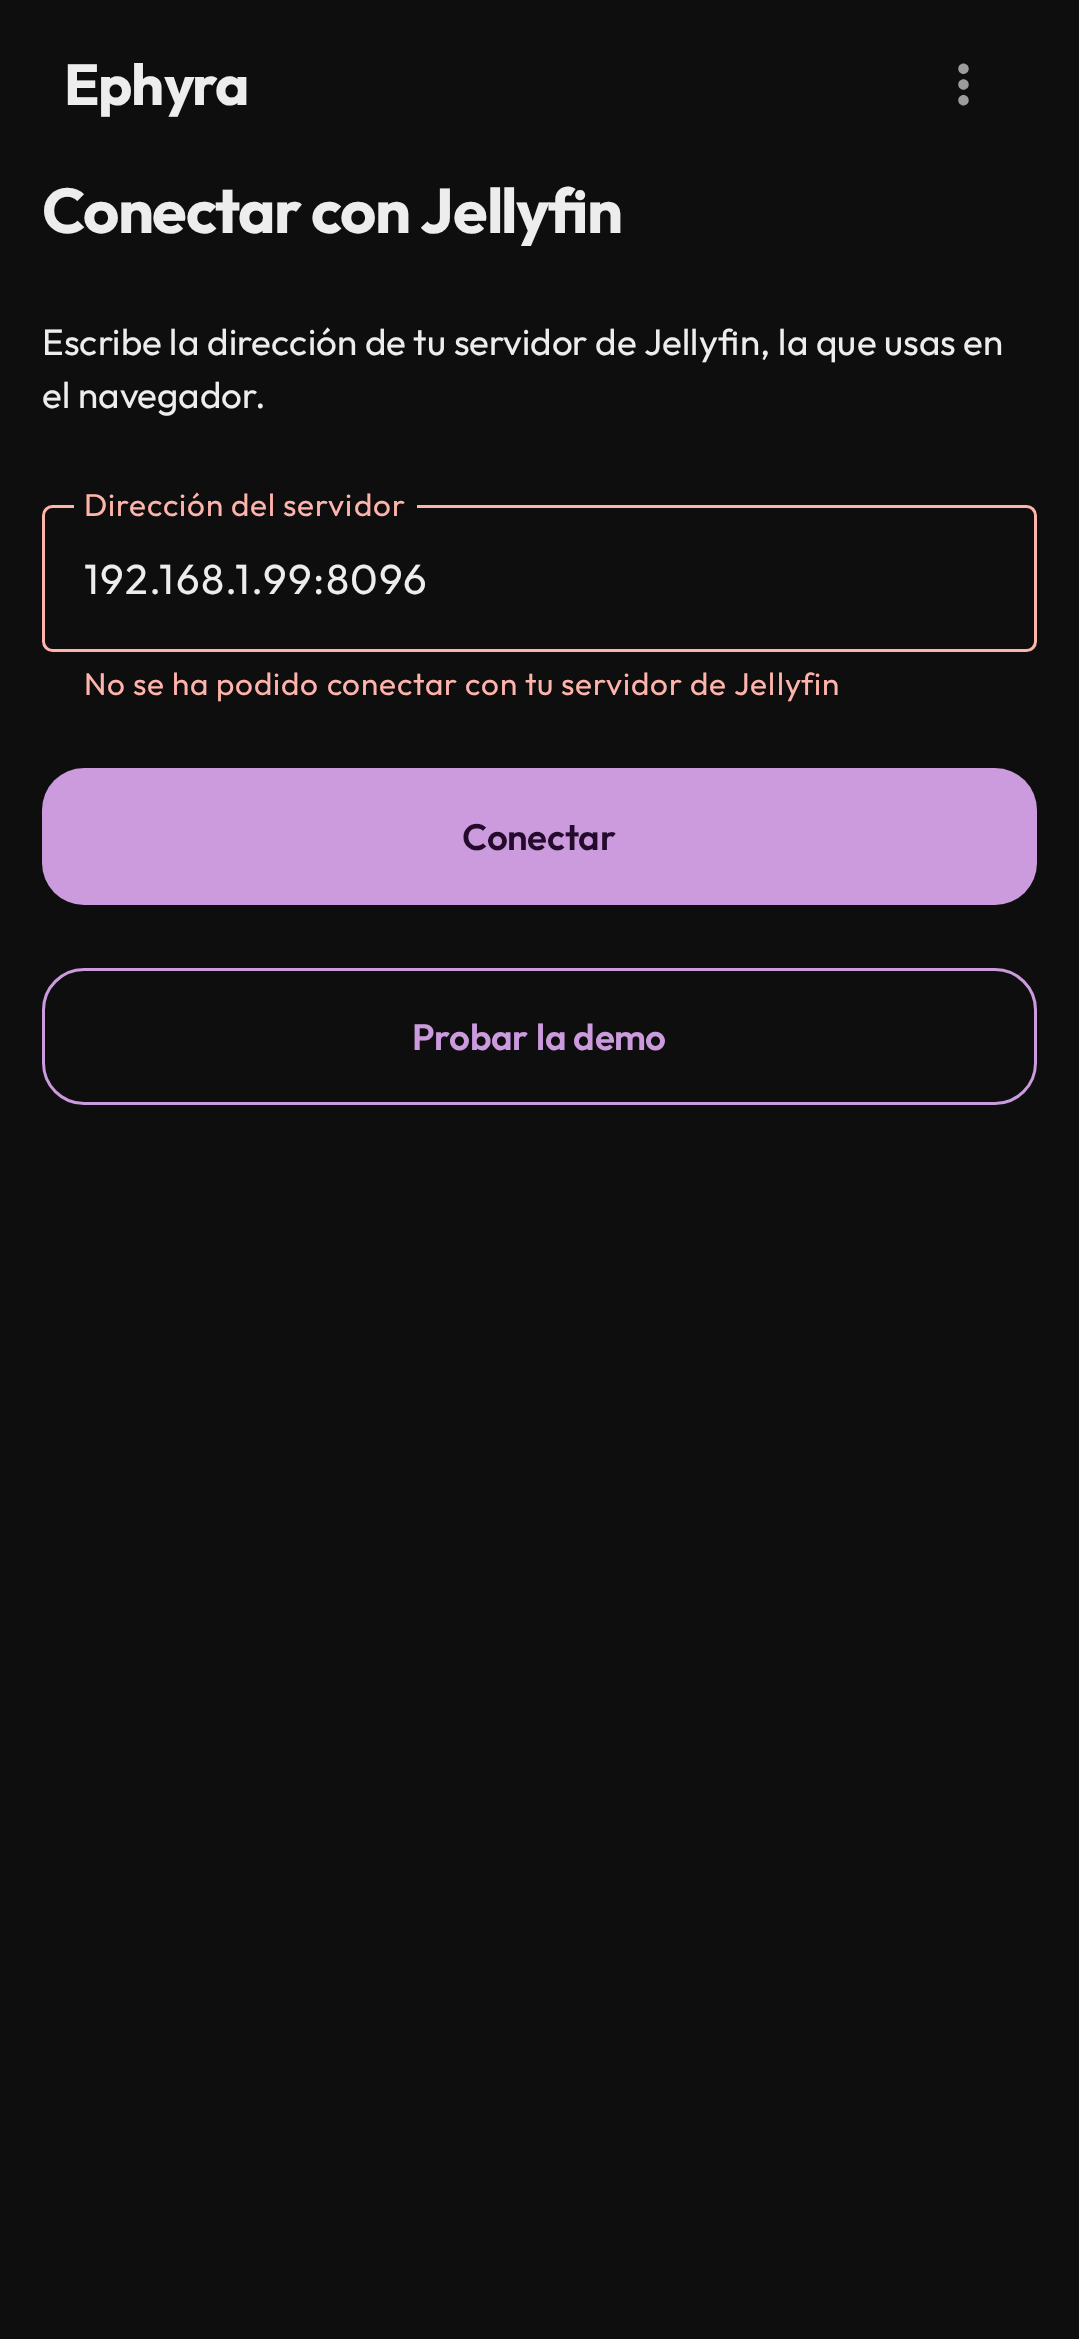 Ephyra
Conectar con Jellyfin
Escribe la dirección de tu servidor de Jellyfin, la que usas en
el navegador.
Dirección del servidor
192.168.1.99:8096
No se ha podido conectar con tu servidor de Jellyfin
Conectar
Probar la demo